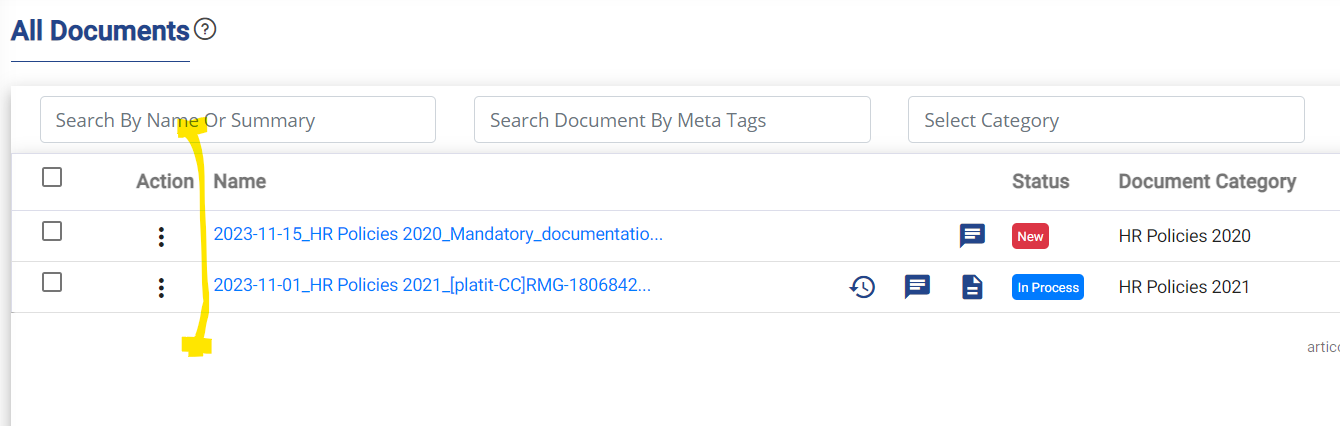 All Documents
Search By Name Or Summary
Search Document By Meta Tags
Select Category
Action Name Status Document Category
2023-11-15_HR Policies 2020_Mandatory_documentatio... New HR Policies 2020
2023-11-01_HR Policies 2021_[platit-CC]RMG-1806842... In Process HR Policies 2021
artico